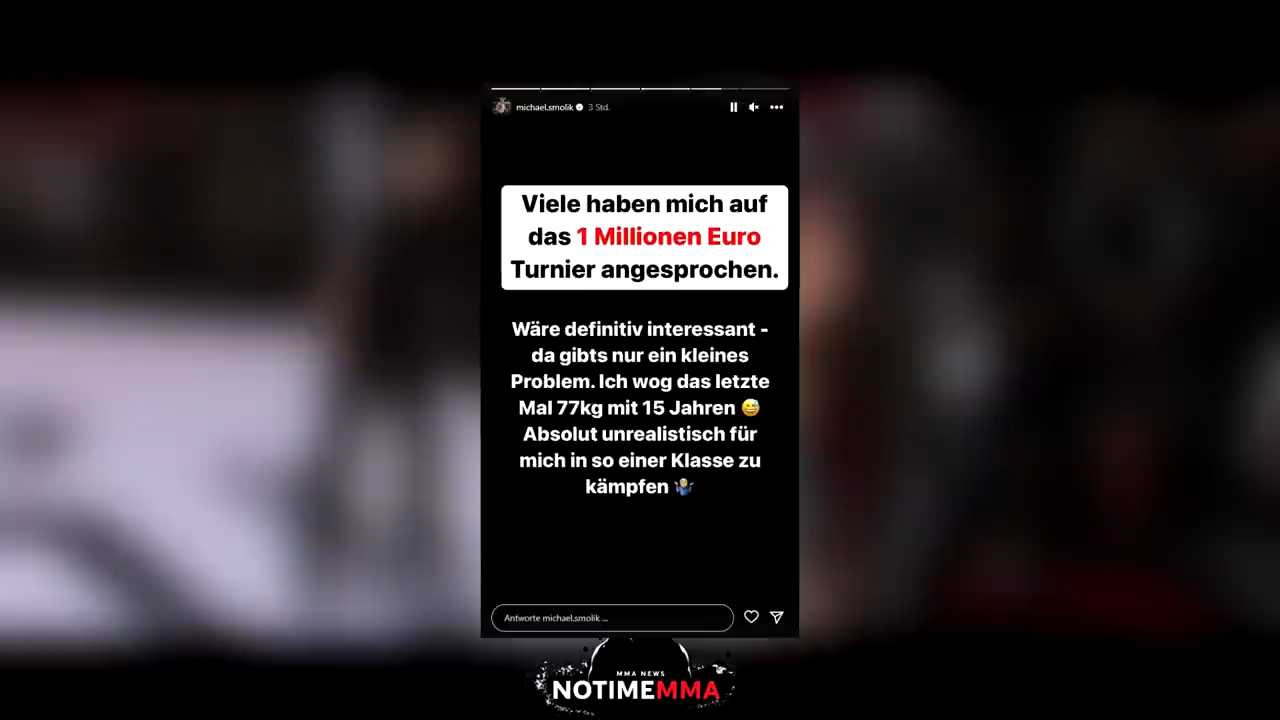 michael.smolik 3 Std.
Viele haben mich auf
das 1 Millionen Euro
Turnier angesprochen.
Wäre definitiv interessant -
da gibts nur ein kleines
Problem. Ich wog das letzte
Mal 77kg mit 15 Jahren 😅
Absolut unrealistisch für
mich in so einer Klasse zu
kämpfen 🤷‍♂️
Antworte michael.smolik ...
MMA NEWS
NOTIMEMMA